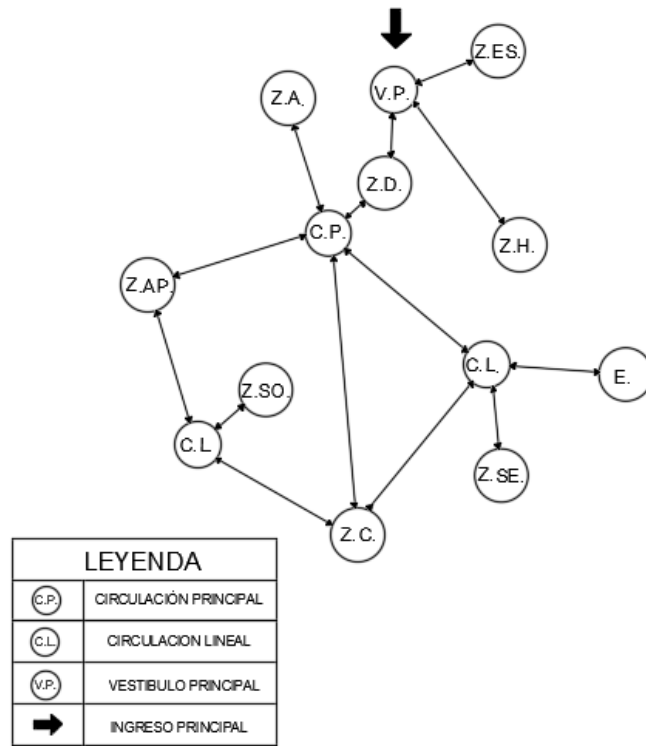 Z.ES.
V.P.
Z.A.
Z.D.
C.P.
Z.H.
Z.AP.
C.L.
E.
Z.SO.
C.L
Z.SE.
Z.C.
LEYENDA
C.P. CIRCULACIÓN PRINCIPAL
C.L. CIRCULACION LINEAL
V.P. VESTIBULO PRINCIPAL
INGRESO PRINCIPAL